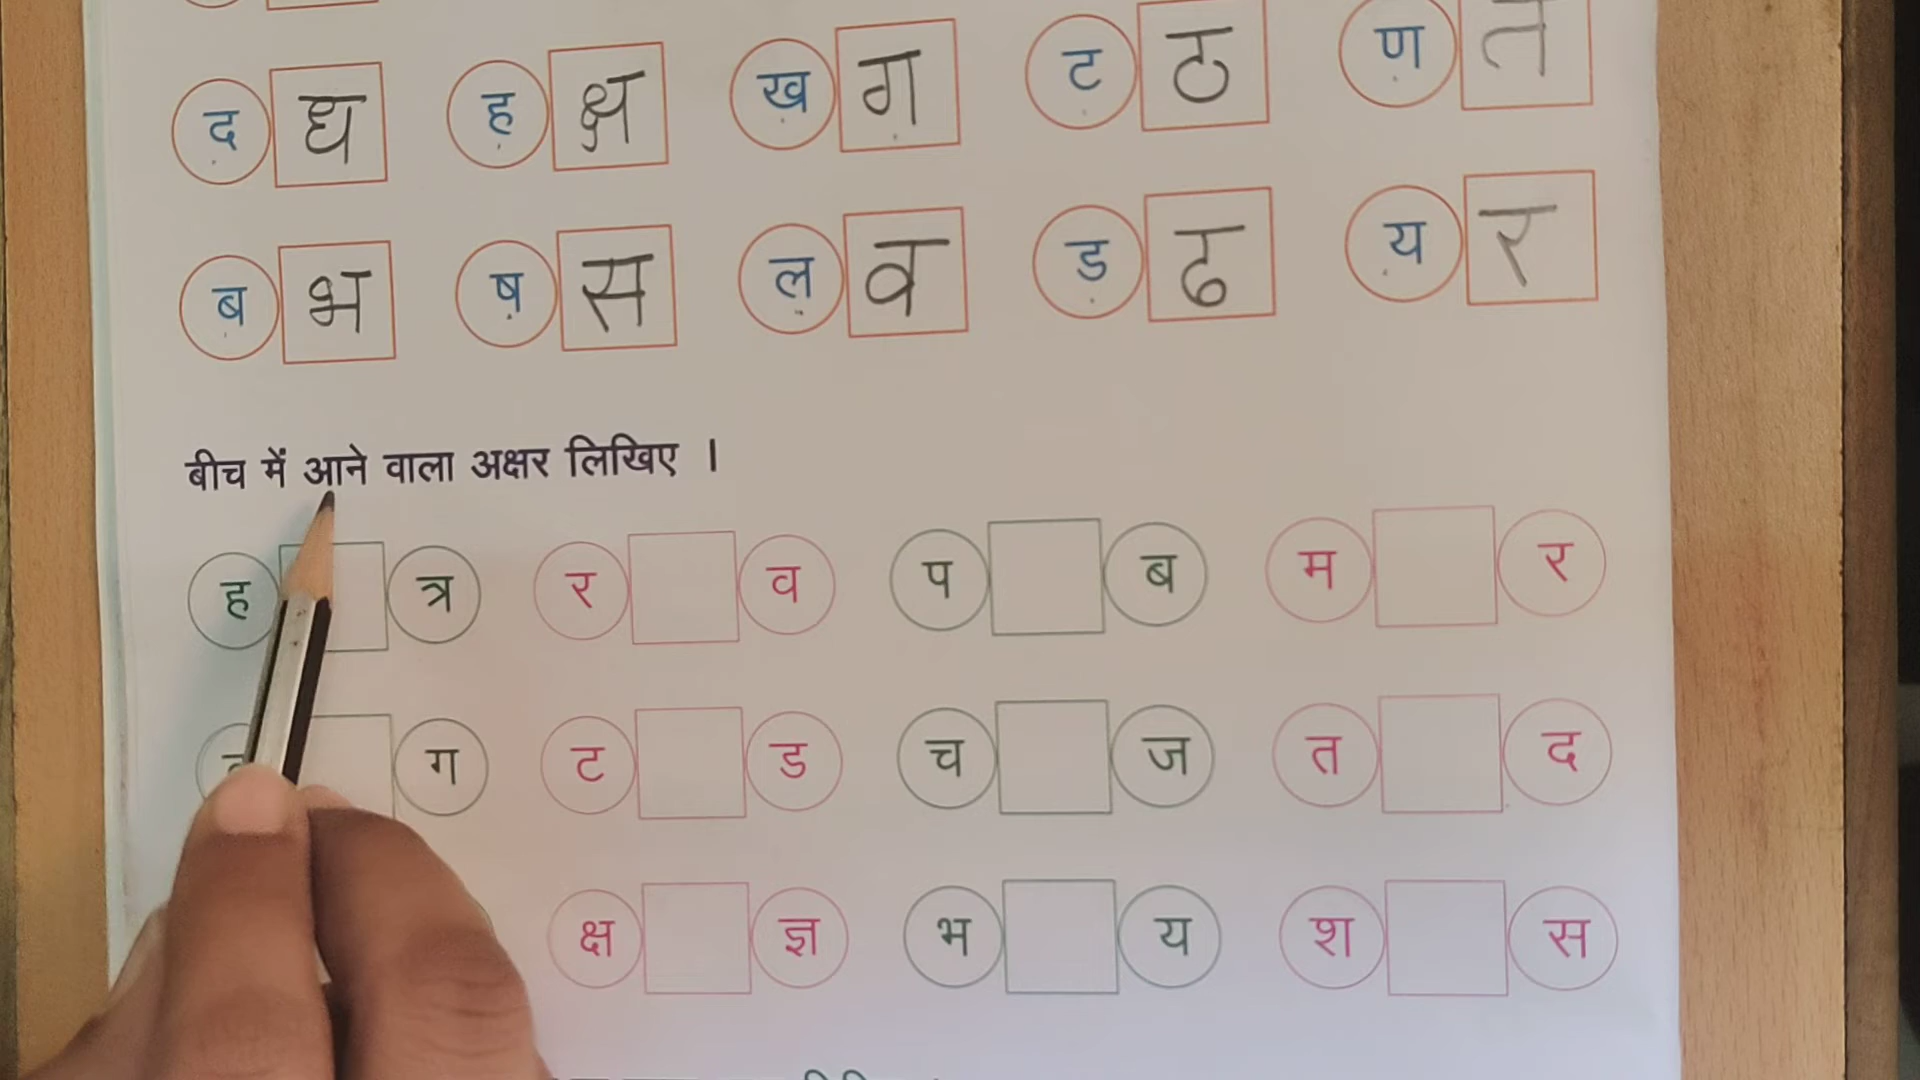 द ध ह क्ष ख ग ट ठ ण त
ब भ ष स ल व ड ढ य र
बीच में आने वाला अक्षर लिखिए ।
ह त्र र व प ब म र
ग ट ड च ज त द
क्ष ज्ञ भ य श स